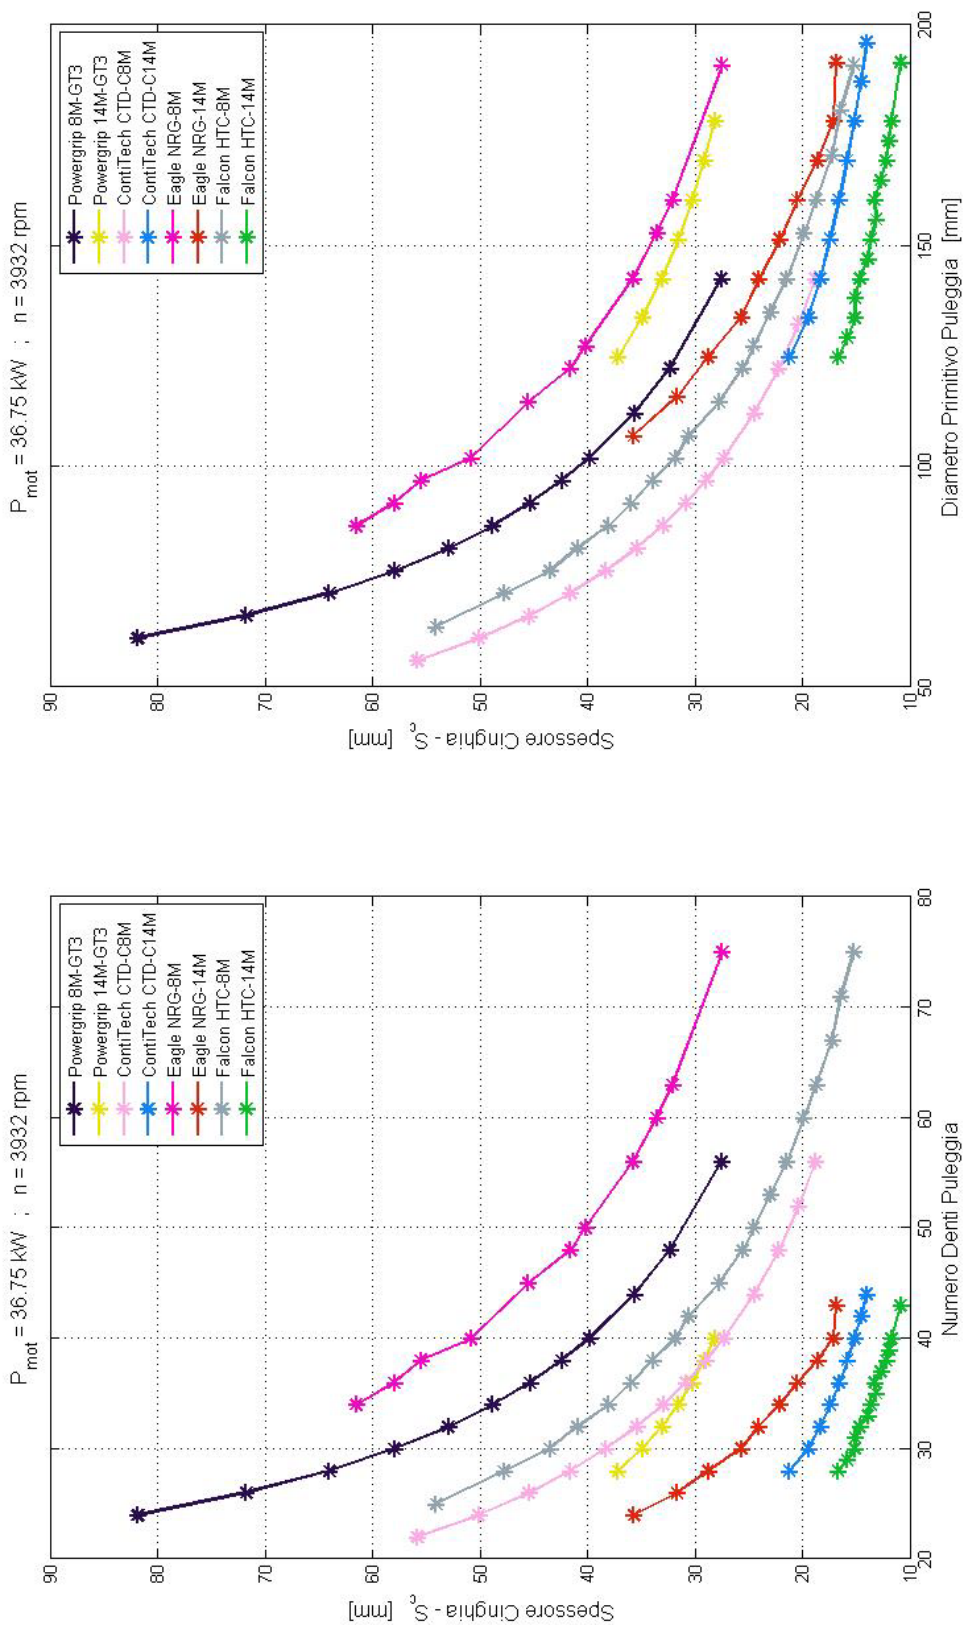 P_mot = 36.75 kW ; n = 3932 rpm
Powergrip 8M-GT3
Powergrip 14M-GT3
ContiTech CTD-C8M
ContiTech CTD-C14M
Eagle NRG-8M
Eagle NRG-14M
Falcon HTC-8M
Falcon HTC-14M
90
80
70
60
50
40
30
20
10
Spessore Cinghia - S_c [mm]
20
30
40
50
60
70
80
Numero Denti Puleggia
P_mot = 36.75 kW ; n = 3932 rpm
Powergrip 8M-GT3
Powergrip 14M-GT3
ContiTech CTD-C8M
ContiTech CTD-C14M
Eagle NRG-8M
Eagle NRG-14M
Falcon HTC-8M
Falcon HTC-14M
90
80
70
60
50
40
30
20
10
Spessore Cinghia - S_c [mm]
50
100
150
200
Diametro Primitivo Puleggia [mm]